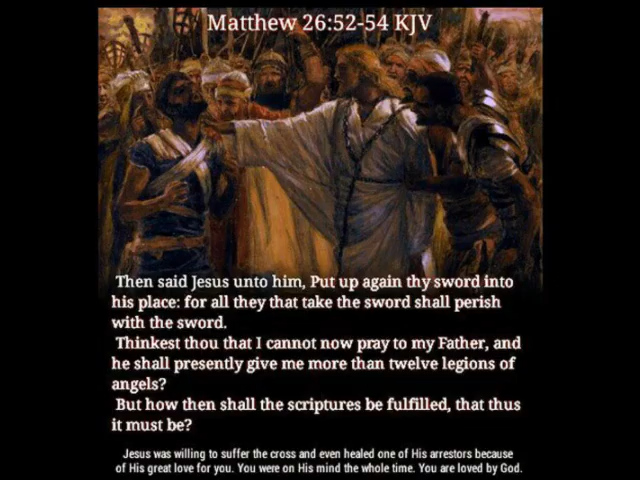 Matthew 26:52-54 KJV
Then said Jesus unto him, Put up again thy sword into
his place: for all they that take the sword shall perish
with the sword.
Thinkest thou that I cannot now pray to my Father, and
he shall presently give me more than twelve legions of
angels?
But how then shall the scriptures be fulfilled, that thus
it must be?
Jesus was willing to suffer the cross and even healed one of His arrestors because
of His great love for you. You were on His mind the whole time. You are loved by God.